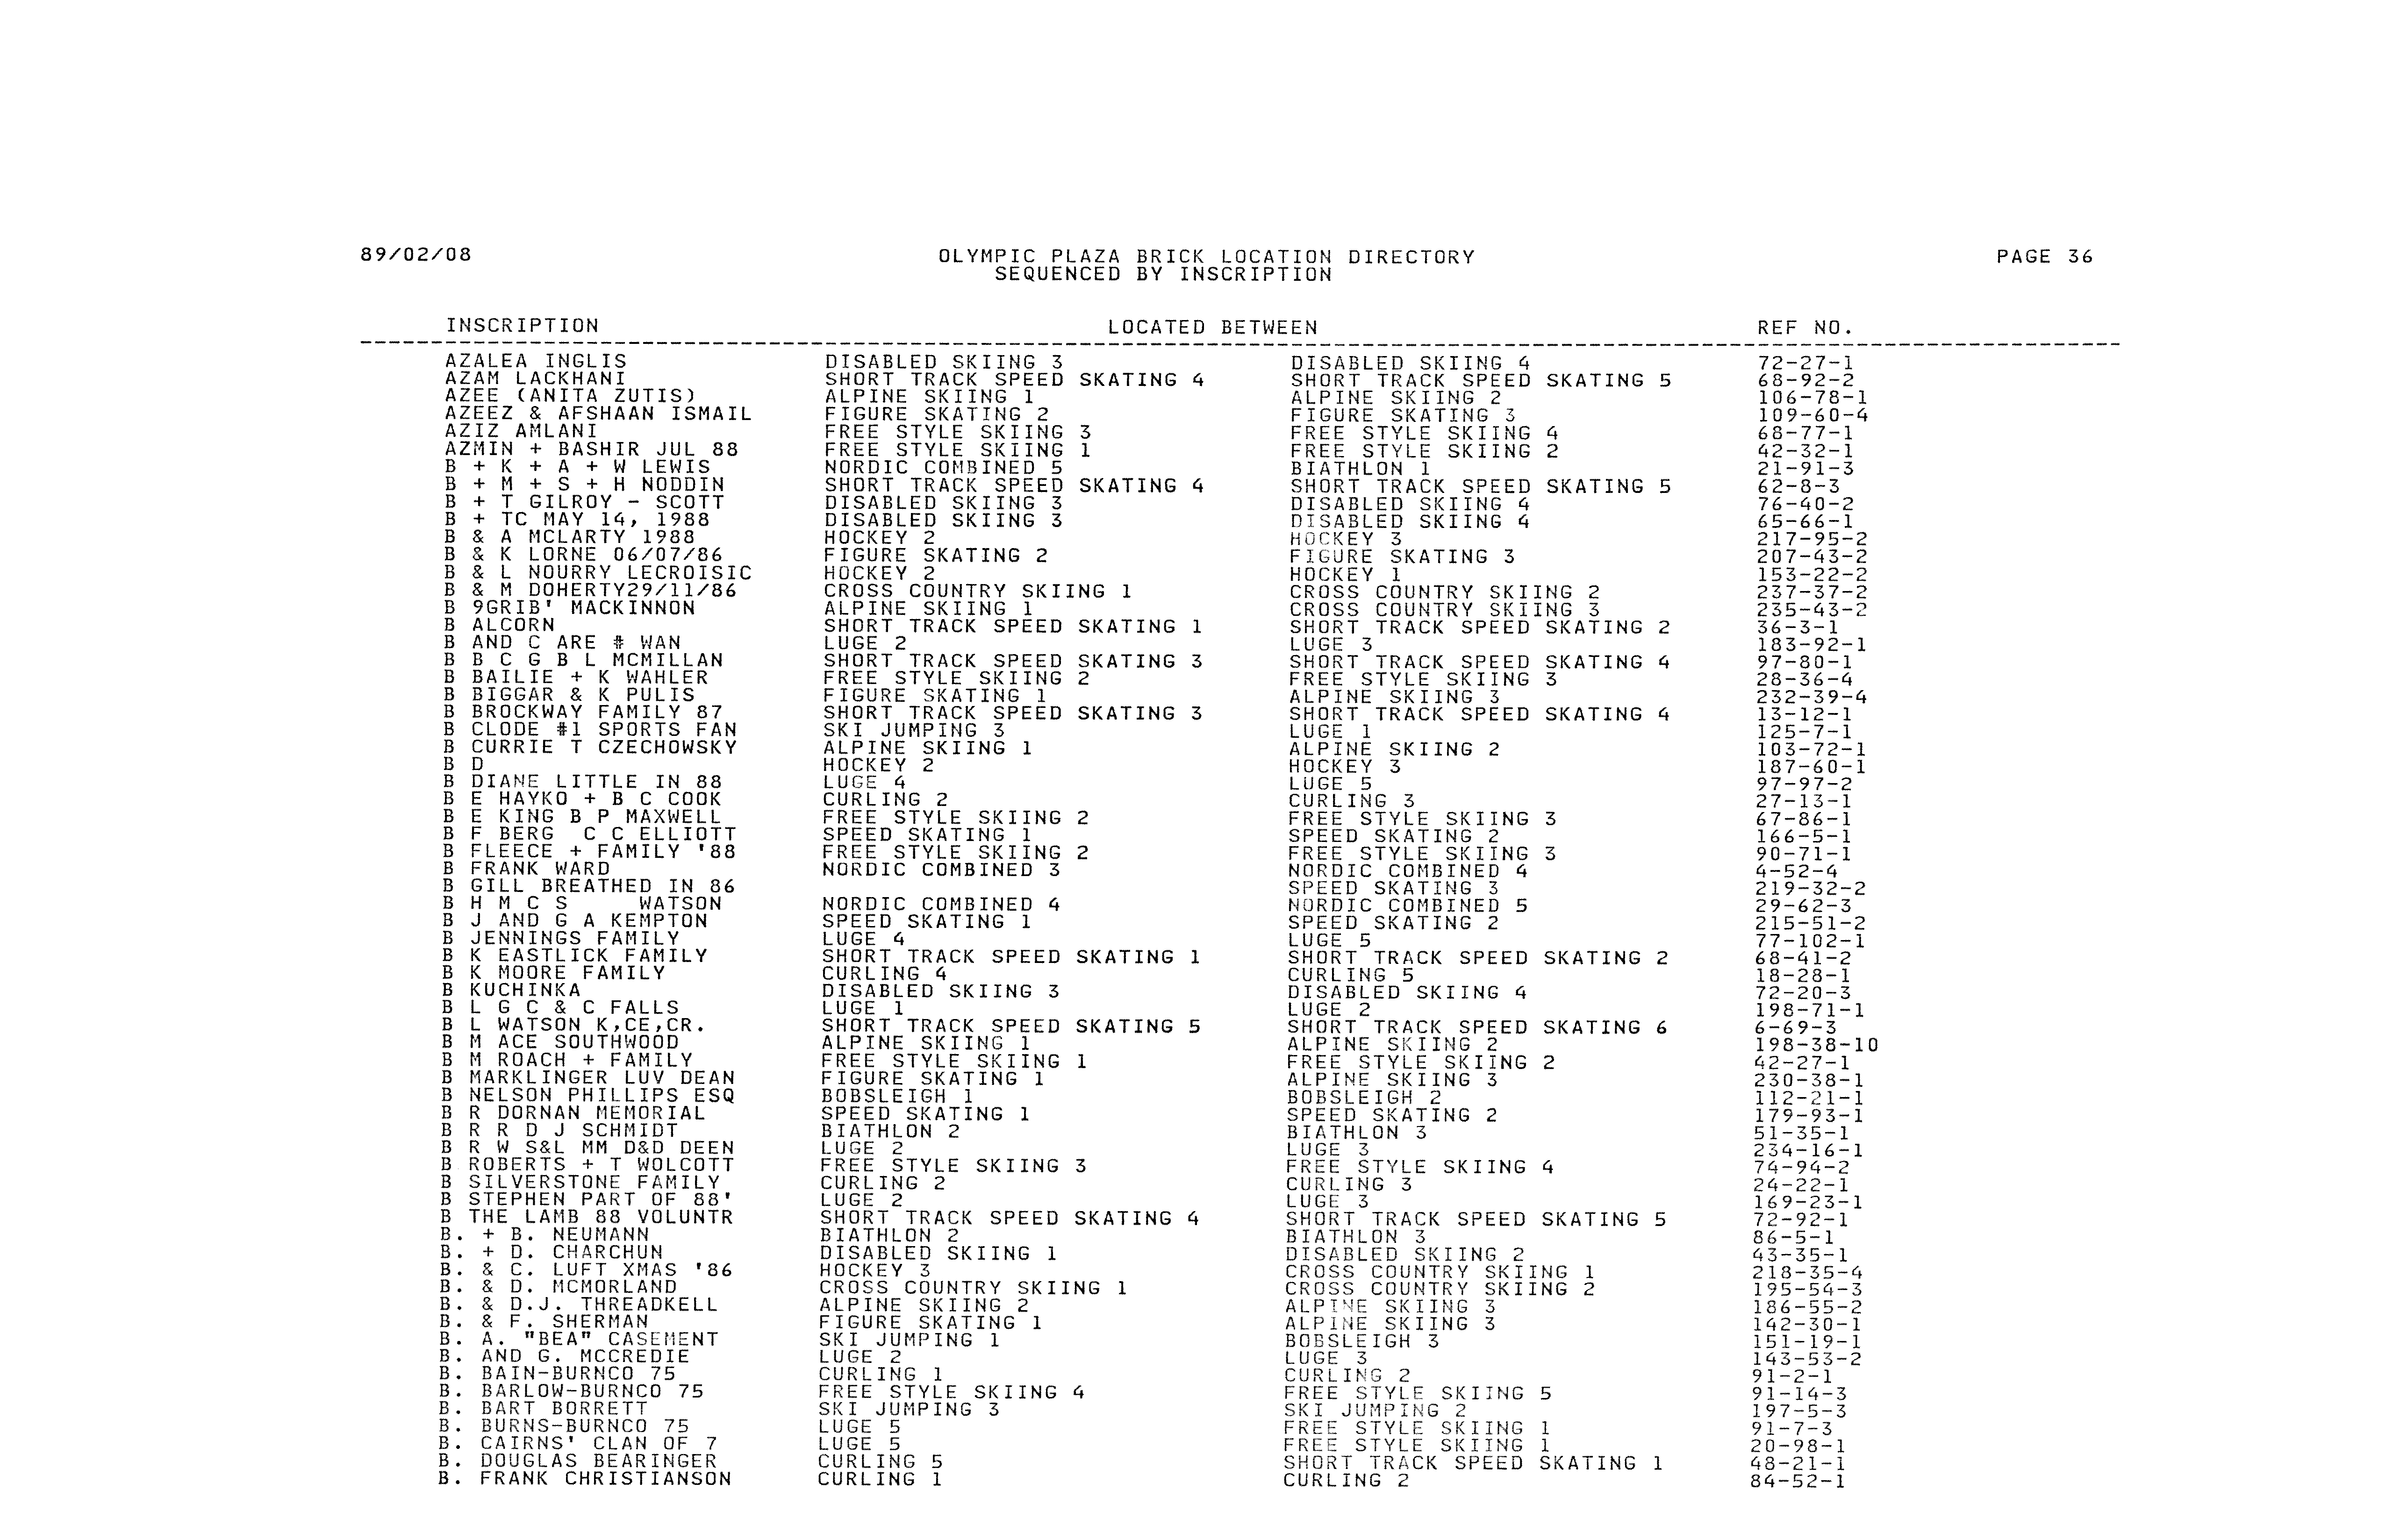 89/02/08 OLYMPIC PLAZA BRICK LOCATION DIRECTORY PAGE 36
SEQUENCED BY INSCRIPTION
INSCRIPTION LOCATED BETWEEN REF NO.
AZALEA INGLIS DISABLED SKIING 3 DISABLED SKIING 4 72-27-1
AZAM LACKHANI SHORT TRACK SPEED SKATING 4 SHORT TRACK SPEED SKATING 5 68-92-2
AZEE (ANITA ZUTIS) ALPINE SKIING 1 ALPINE SKIING 2 106-78-1
AZEEZ & AFSHAAN ISMAIL FIGURE SKATING 2 FIGURE SKATING 3 109-60-4
AZIZ AMLANI FREE STYLE SKIING 3 FREE STYLE SKIING 4 68-77-1
AZMIN + BASHIR JUL 88 FREE STYLE SKIING 1 FREE STYLE SKIING 2 42-32-1
B + K + A + W LEWIS NORDIC COMBINED 5 BIATHLON 1 21-91-3
B + M + S + H NODDIN SHORT TRACK SPEED SKATING 4 SHORT TRACK SPEED SKATING 5 62-8-3
B + T GILROY - SCOTT DISABLED SKIING 3 DISABLED SKIING 4 76-40-2
B + TC MAY 14, 1988 DISABLED SKIING 3 DISABLED SKIING 4 65-66-1
B & A MCLARTY 1988 HOCKEY 2 HOCKEY 3 217-95-2
B & K LORNE 06/07/86 FIGURE SKATING 2 FIGURE SKATING 3 207-43-2
B & L NOURRY LECROISIC HOCKEY 2 HOCKEY 1 153-22-2
B & M DOHERTY29/11/86 CROSS COUNTRY SKIING 1 CROSS COUNTRY SKIING 2 237-37-2
B 9GRIB' MACKINNON ALPINE SKIING 1 CROSS COUNTRY SKIING 3 235-43-2
B ALCORN SHORT TRACK SPEED SKATING 1 SHORT TRACK SPEED SKATING 2 36-3-1
B AND C ARE # WAN LUGE 2 LUGE 3 183-92-1
B B C G B L MCMILLAN SHORT TRACK SPEED SKATING 3 SHORT TRACK SPEED SKATING 4 97-80-1
B BAILIE + K WAHLER FREE STYLE SKIING 2 FREE STYLE SKIING 3 28-36-4
B BIGGAR & K PULIS FIGURE SKATING 1 ALPINE SKIING 3 232-39-4
B BROCKWAY FAMILY 87 SHORT TRACK SPEED SKATING 3 SHORT TRACK SPEED SKATING 4 13-12-1
B CLODE #1 SPORTS FAN SKI JUMPING 3 LUGE 1 125-7-1
B CURRIE T CZECHOWSKY ALPINE SKIING 1 ALPINE SKIING 2 103-72-1
B D HOCKEY 2 HOCKEY 3 187-60-1
B DIANE LITTLE IN 88 LUGE 4 LUGE 5 97-97-2
B E HAYKO + B C COOK CURLING 2 CURLING 3 27-13-1
B E KING B P MAXWELL FREE STYLE SKIING 2 FREE STYLE SKIING 3 67-86-1
B F BERG  C C ELLIOTT SPEED SKATING 1 SPEED SKATING 2 166-5-1
B FLEECE + FAMILY '88 FREE STYLE SKIING 2 FREE STYLE SKIING 3 90-71-1
B FRANK WARD NORDIC COMBINED 3 NORDIC COMBINED 4 4-52-4
B GILL BREATHED IN 86 SPEED SKATING 3 219-32-2
B H M C S     WATSON NORDIC COMBINED 4 NORDIC COMBINED 5 29-62-3
B J AND G A KEMPTON SPEED SKATING 1 SPEED SKATING 2 215-51-2
B JENNINGS FAMILY LUGE 4 LUGE 5 77-102-1
B K EASTLICK FAMILY SHORT TRACK SPEED SKATING 1 SHORT TRACK SPEED SKATING 2 68-41-2
B K MOORE FAMILY CURLING 4 CURLING 5 18-28-1
B KUCHINKA DISABLED SKIING 3 DISABLED SKIING 4 72-20-3
B L G C & C FALLS LUGE 1 LUGE 2 198-71-1
B L WATSON K,CE,CR. SHORT TRACK SPEED SKATING 5 SHORT TRACK SPEED SKATING 6 6-69-3
B M ACE SOUTHWOOD ALPINE SKIING 1 ALPINE SKIING 2 198-38-10
B M ROACH + FAMILY FREE STYLE SKIING 1 FREE STYLE SKIING 2 42-27-1
B MARKLINGER LUV DEAN FIGURE SKATING 1 ALPINE SKIING 3 230-38-1
B NELSON PHILLIPS ESQ BOBSLEIGH 1 BOBSLEIGH 2 112-21-1
B R DORNAN MEMORIAL SPEED SKATING 1 SPEED SKATING 2 179-93-1
B R R D J SCHMIDT BIATHLON 2 BIATHLON 3 51-35-1
B R W S&L MM D&D DEEN LUGE 2 LUGE 3 234-16-1
B ROBERTS + T WOLCOTT FREE STYLE SKIING 3 FREE STYLE SKIING 4 74-94-2
B SILVERSTONE FAMILY CURLING 2 CURLING 3 24-22-1
B STEPHEN PART OF 88' LUGE 2 LUGE 3 169-23-1
B THE LAMB 88 VOLUNTR SHORT TRACK SPEED SKATING 4 SHORT TRACK SPEED SKATING 5 72-92-1
B. + B. NEUMANN BIATHLON 2 BIATHLON 3 86-5-1
B. + D. CHARCHUN DISABLED SKIING 1 DISABLED SKIING 2 43-35-1
B. & C. LUFT XMAS '86 HOCKEY 3 CROSS COUNTRY SKIING 1 218-35-4
B. & D. MCMORLAND CROSS COUNTRY SKIING 1 CROSS COUNTRY SKIING 2 195-54-3
B. & D.J. THREADKELL ALPINE SKIING 2 ALPINE SKIING 3 186-55-2
B. & F. SHERMAN FIGURE SKATING 1 ALPINE SKIING 3 142-30-1
B. A. "BEA" CASEMENT SKI JUMPING 1 BOBSLEIGH 3 151-19-1
B. AND G. MCCREDIE LUGE 2 LUGE 3 143-53-2
B. BAIN-BURNCO 75 CURLING 1 CURLING 2 91-2-1
B. BARLOW-BURNCO 75 FREE STYLE SKIING 4 FREE STYLE SKIING 5 91-14-3
B. BART BORRETT SKI JUMPING 3 SKI JUMPING 2 197-5-3
B. BURNS-BURNCO 75 LUGE 5 FREE STYLE SKIING 1 91-7-3
B. CAIRNS' CLAN OF 7 LUGE 5 FREE STYLE SKIING 1 20-98-1
B. DOUGLAS BEARINGER CURLING 5 SHORT TRACK SPEED SKATING 1 48-21-1
B. FRANK CHRISTIANSON CURLING 1 CURLING 2 84-52-1